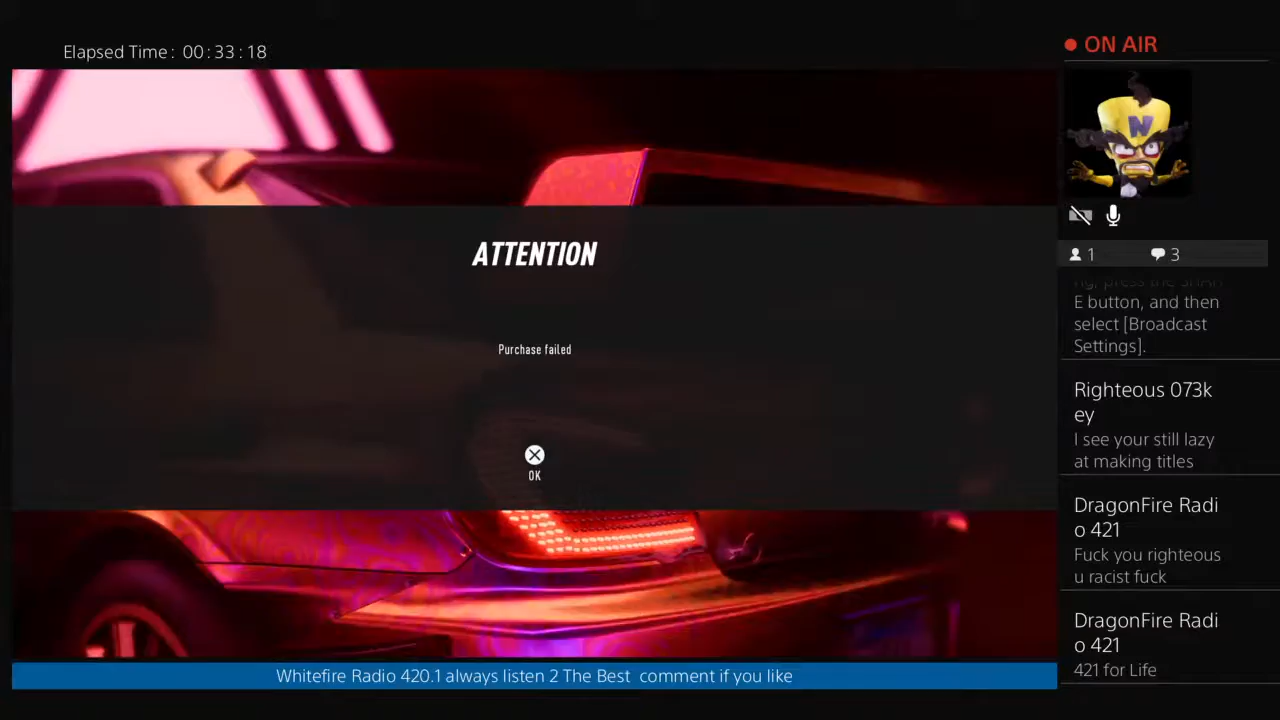 Elapsed Time: 00:33:18
ON AIR
N
1
3
E button, and then
select [Broadcast
Settings].
Righteous 073k
ey
I see your still lazy
at making titles
DragonFire Radi
o 421
Fuck you righteous
u racist fuck
DragonFire Radi
o 421
421 for Life
ATTENTION
Purchase failed
OK
Whitefire Radio 420.1 always listen 2 The Best comment if you like